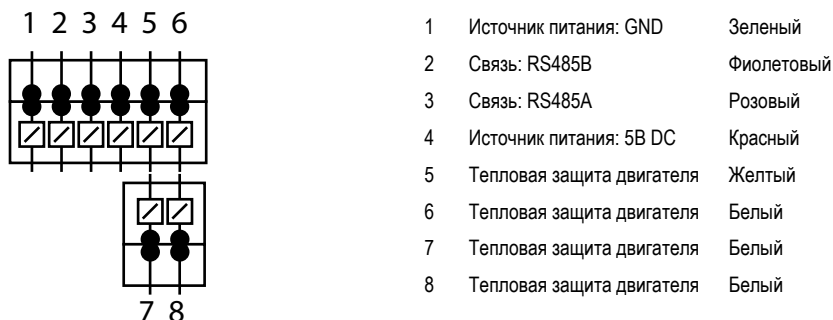 1 2 3 4 5 6
7 8
1 Источник питания: GND Зеленый
2 Связь: RS485B Фиолетовый
3 Связь: RS485A Розовый
4 Источник питания: 5В DC Красный
5 Тепловая защита двигателя Желтый
6 Тепловая защита двигателя Белый
7 Тепловая защита двигателя Белый
8 Тепловая защита двигателя Белый